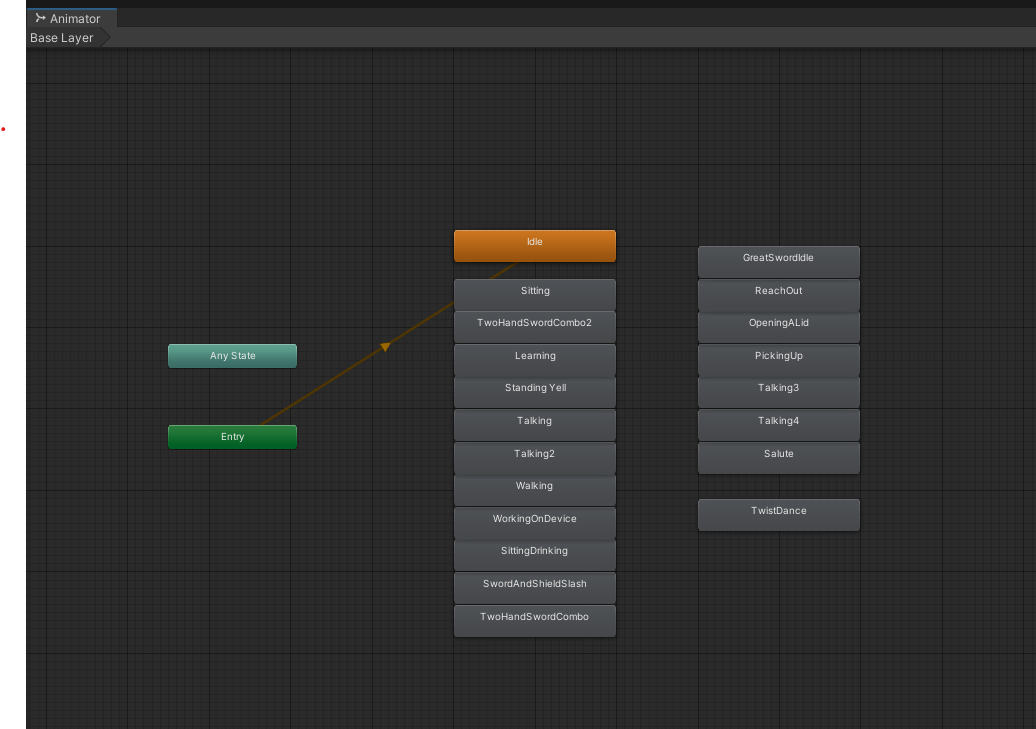 Animator
Base Layer
Idle
Sitting
TwoHandSwordCombo2
Learning
Standing Yell
Talking
Talking2
Walking
WorkingOnDevice
SittingDrinking
SwordAndShieldSlash
TwoHandSwordCombo
GreatSwordIdle
ReachOut
OpeningALid
PickingUp
Talking3
Talking4
Salute
TwistDance
Any State
Entry